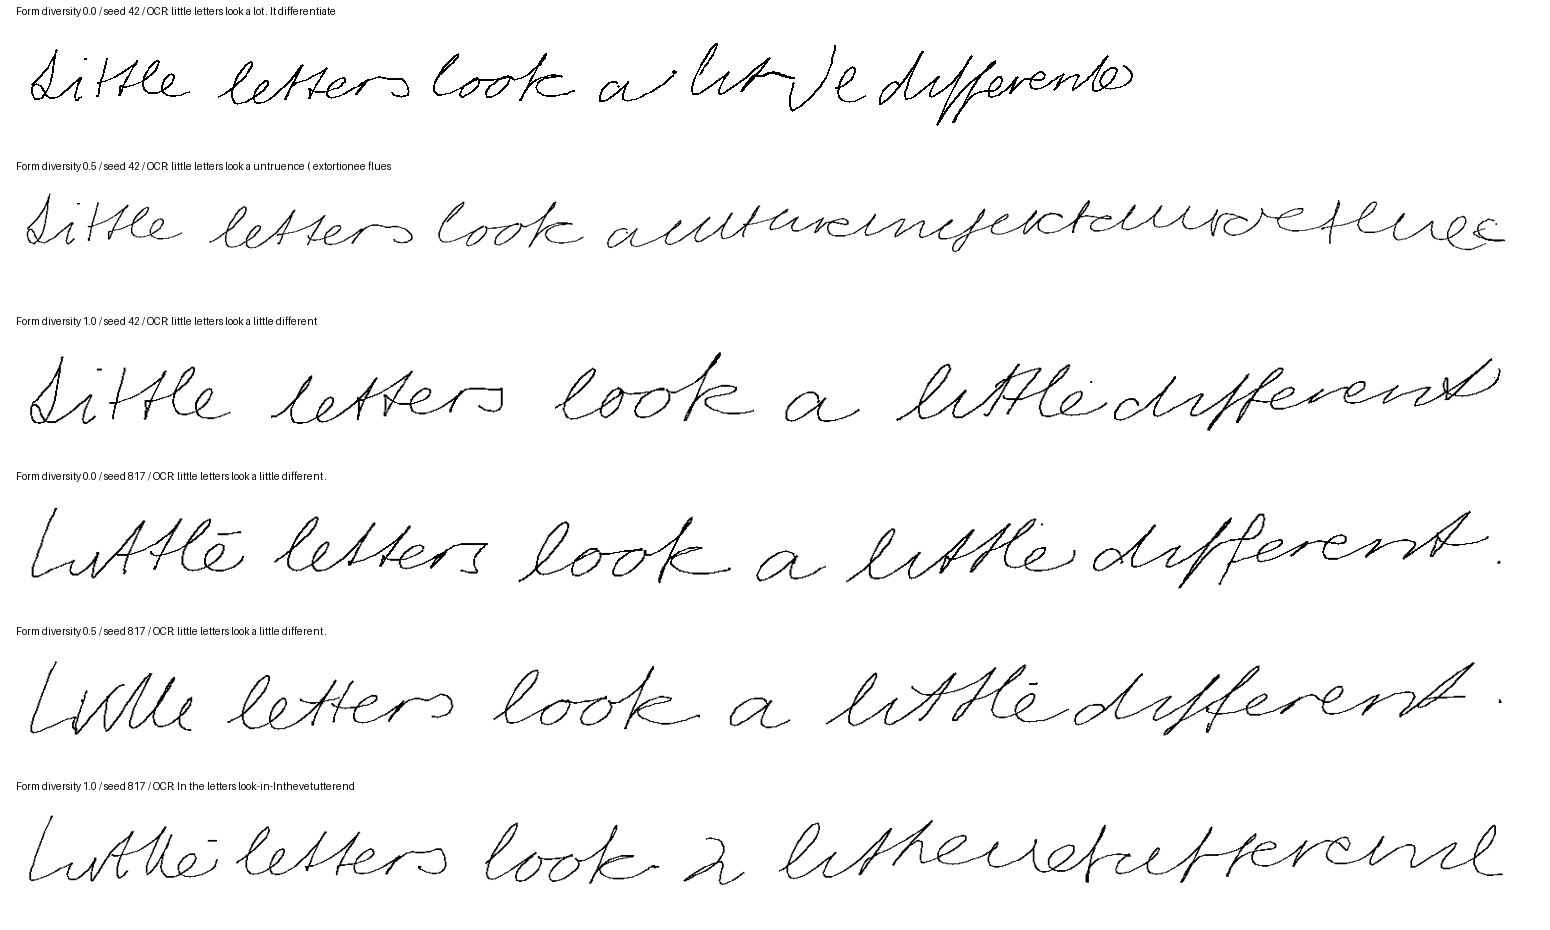 Form diversity 0.0 / seed 42 / OCR: little letters look a lot. It differentiate
Little letters look a
Form diversity 0.5 / seed 42 / OCR: little letters look a untruence ( extortionee flues
Little letters look a
Form diversity 1.0 / seed 42 / OCR: little letters look a little different
Little letters look a little different
Form diversity 0.0 / seed 817 / OCR: little letters look a little different.
Little letters look a little different.
Form diversity 0.5 / seed 817 / OCR: little letters look a little different.
Little letters look a little different.
Form diversity 1.0 / seed 817 / OCR: In the letters look-in-Inthevetutterend
Little letters look